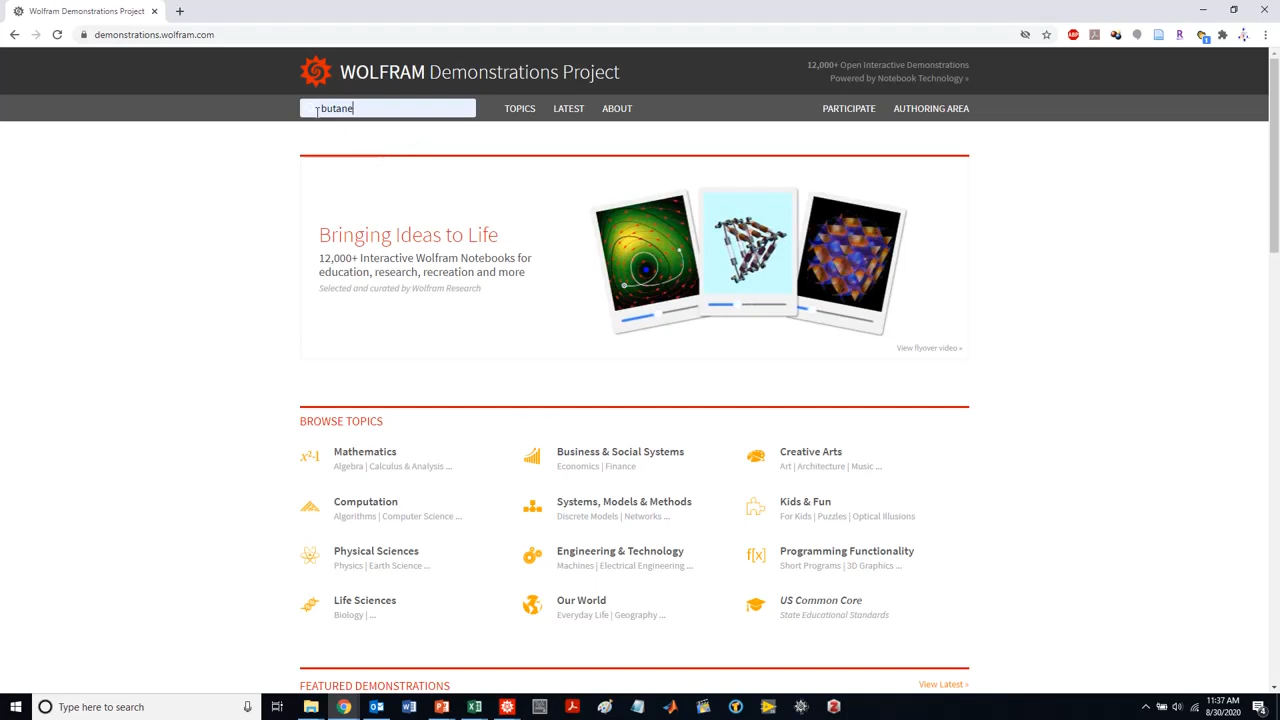 Wolfram Demonstrations Project
demonstrations.wolfram.com
WOLFRAM Demonstrations Project
12,000+ Open Interactive Demonstrations
Powered by Notebook Technology »
butane
TOPICS
LATEST
ABOUT
PARTICIPATE
AUTHORING AREA
Bringing Ideas to Life
12,000+ Interactive Wolfram Notebooks for
education, research, recreation and more
Selected and curated by Wolfram Research
View flyover video »
BROWSE TOPICS
Mathematics
Algebra | Calculus & Analysis ...
Business & Social Systems
Economics | Finance
Creative Arts
Art | Architecture | Music ...
Computation
Algorithms | Computer Science ...
Systems, Models & Methods
Discrete Models | Networks ...
Kids & Fun
For Kids | Puzzles | Optical Illusions
Physical Sciences
Physics | Earth Science ...
Engineering & Technology
Machines | Electrical Engineering ...
f[x]
Programming Functionality
Short Programs | 3D Graphics ...
Life Sciences
Biology | ...
Our World
Everyday Life | Geography ...
US Common Core
State Educational Standards
FEATURED DEMONSTRATIONS
View Latest »
Type here to search
11:37 AM
8/30/2020